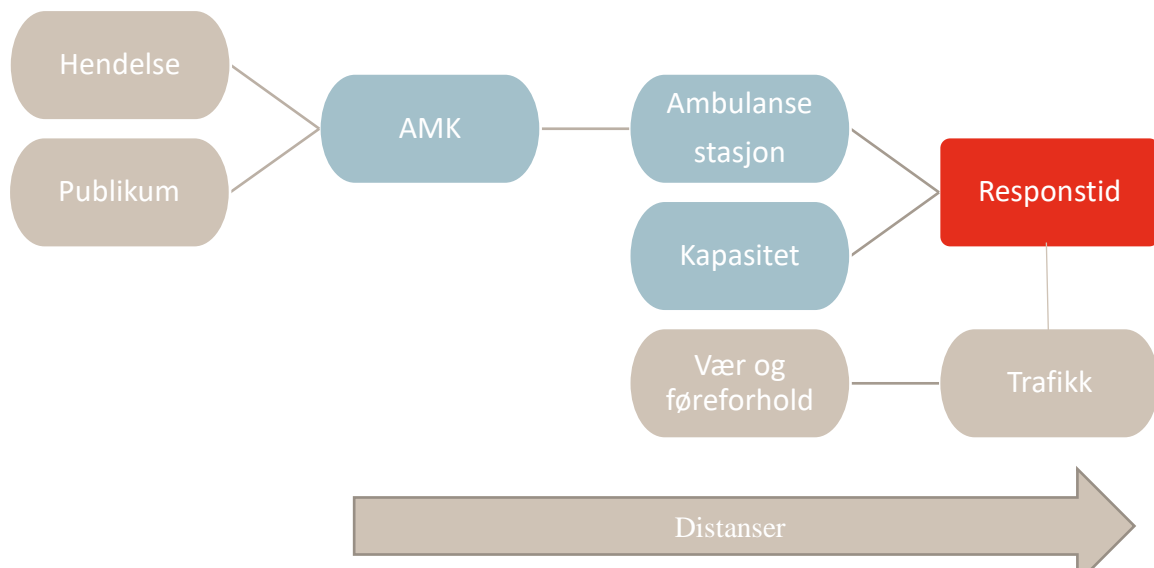 Hendelse
Publikum
AMK
Ambulanse
stasjon
Kapasitet
Vær og
føreforhold
Responstid
Trafikk
Distanser